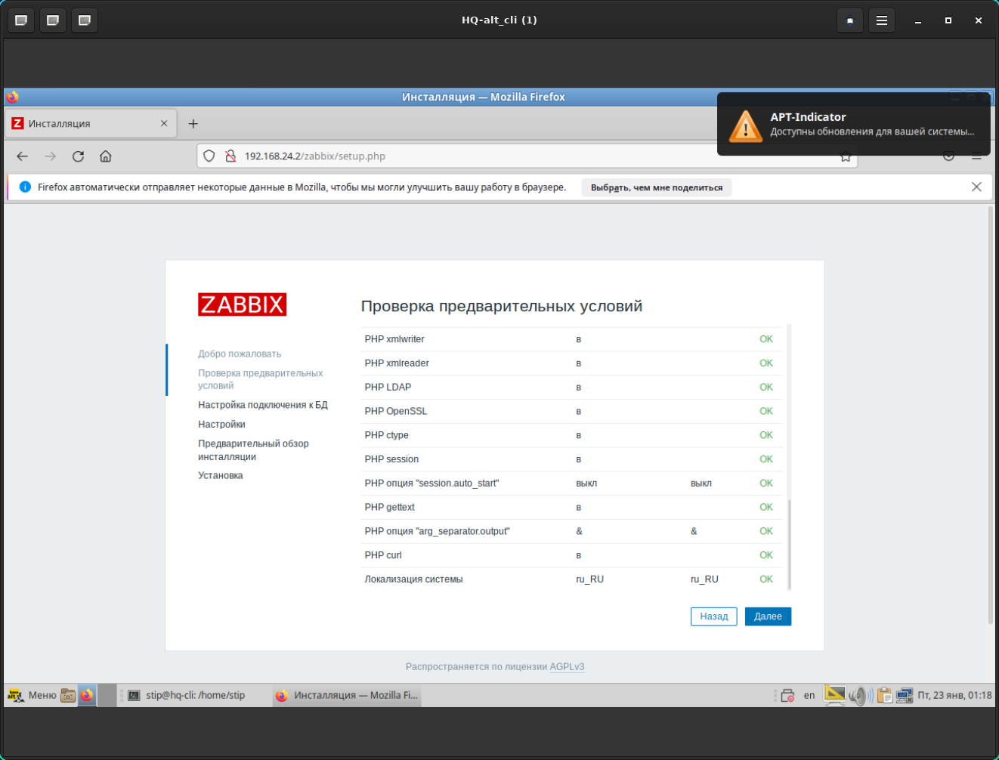 HQ-alt_cli (1)
Инсталляция — Mozilla Firefox
APT-Indicator
Доступны обновления для вашей системы...
Инсталляция
192.168.24.2/zabbix/setup.php
Firefox автоматически отправляет некоторые данные в Mozilla, чтобы мы могли улучшить вашу работу в браузере.
Выбрать, чем мне поделиться
ZABBIX
Добро пожаловать
Проверка предварительных
условий
Настройка подключения к БД
Настройки
Предварительный обзор
инсталляции
Установка
Проверка предварительных условий
PHP xmlwriter в OK
PHP xmlreader в OK
PHP LDAP в OK
PHP OpenSSL в OK
PHP ctype в OK
PHP session в OK
PHP опция "session.auto_start" выкл выкл OK
PHP gettext в OK
PHP опция "arg_separator.output" & & OK
PHP curl в OK
Локализация системы ru_RU ru_RU OK
Назад
Далее
Распространяется по лицензии AGPLv3
Меню
stip@hq-cli: /home/stip
Инсталляция — Mozilla Fi...
en
Пт, 23 янв, 01:18